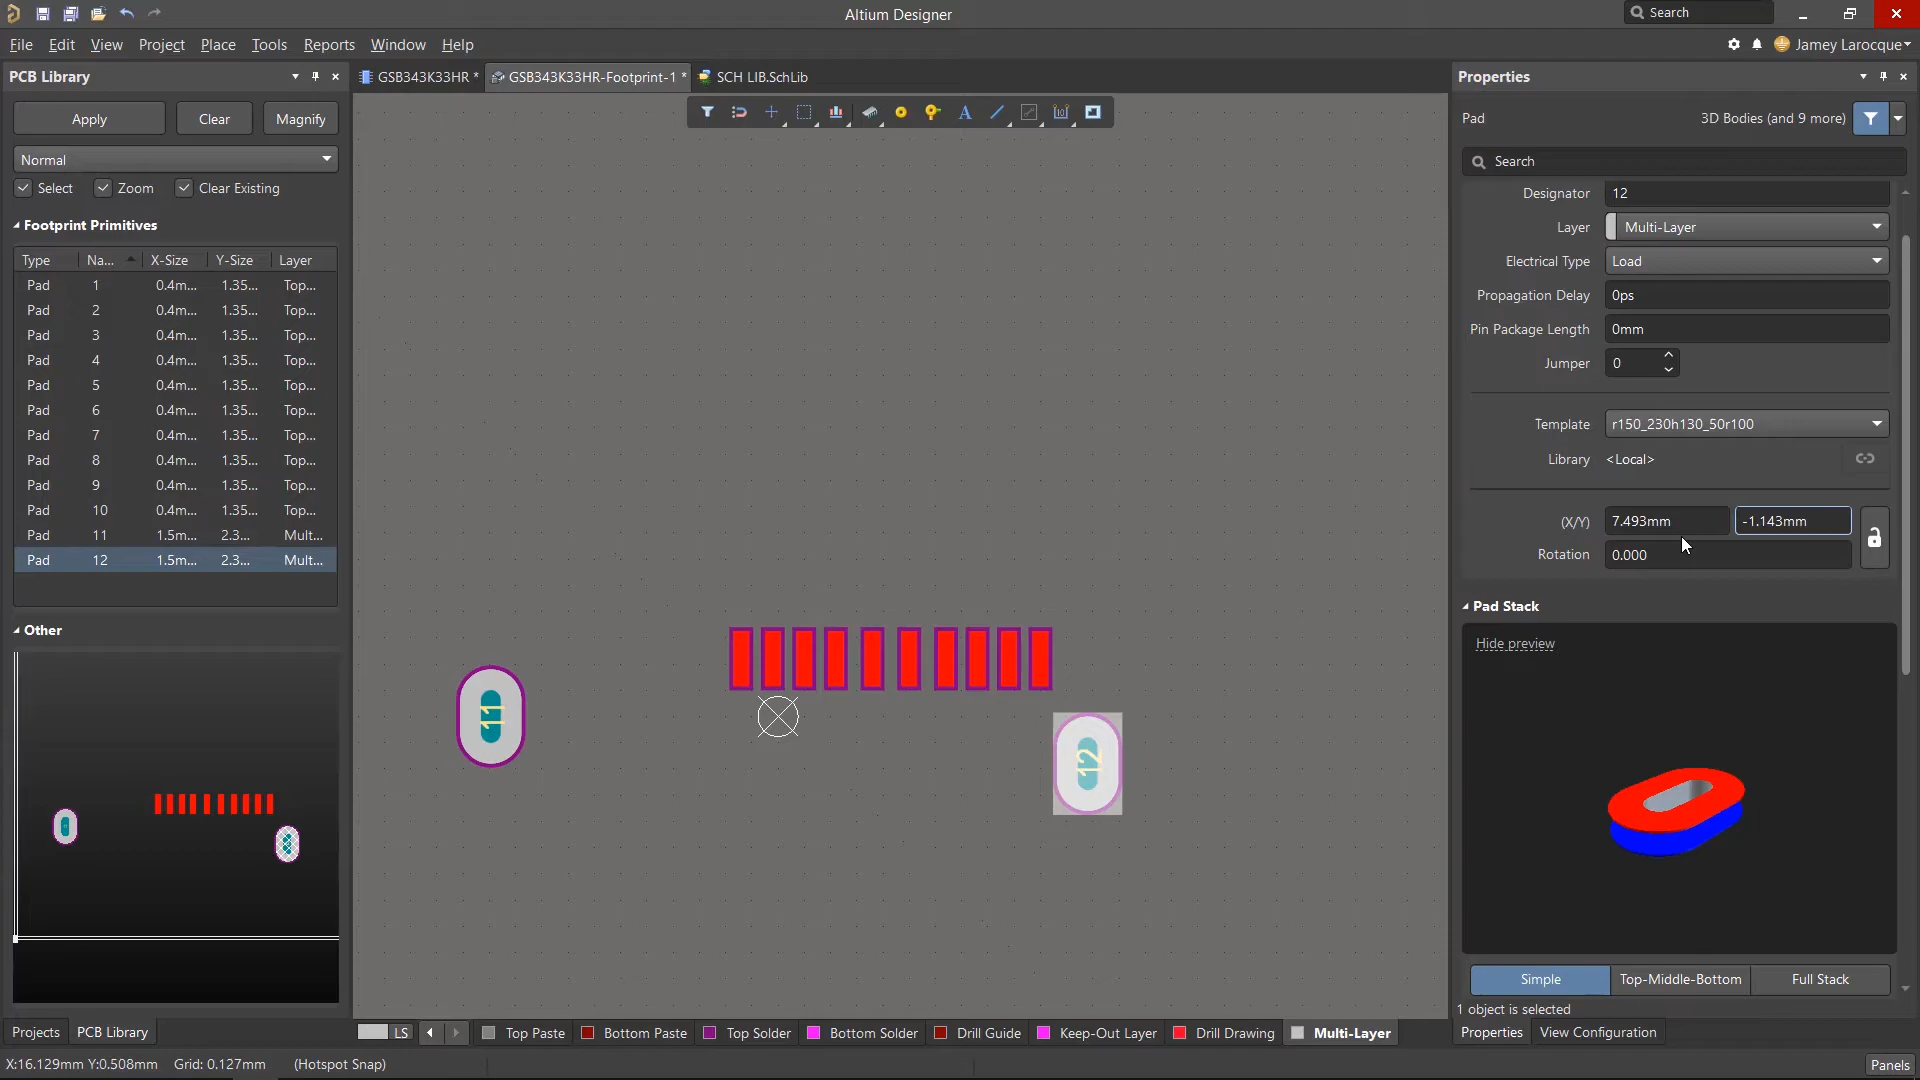 Altium Designer
Search
File Edit View Project Place Tools Reports Window Help
Jamey Larocque
PCB Library
Apply Clear Magnify
Normal
Select Zoom Clear Existing
Footprint Primitives
Type Na... X-Size Y-Size Layer
Pad 1 0.4m... 1.35... Top...
Pad 2 0.4m... 1.35... Top...
Pad 3 0.4m... 1.35... Top...
Pad 4 0.4m... 1.35... Top...
Pad 5 0.4m... 1.35... Top...
Pad 6 0.4m... 1.35... Top...
Pad 7 0.4m... 1.35... Top...
Pad 8 0.4m... 1.35... Top...
Pad 9 0.4m... 1.35... Top...
Pad 10 0.4m... 1.35... Top...
Pad 11 1.5m... 2.3... Mult...
Pad 12 1.5m... 2.3... Mult...
Other
Projects PCB Library
GSB343K33HR * GSB343K33HR-Footprint-1 * SCH LIB.SchLib
A
11
12
LS Top Paste Bottom Paste Top Solder Bottom Solder Drill Guide Keep-Out Layer Drill Drawing Multi-Layer
Properties
Pad 3D Bodies (and 9 more)
Search
Designator 12
Layer Multi-Layer
Electrical Type Load
Propagation Delay 0ps
Pin Package Length 0mm
Jumper 0
Template r150_230h130_50r100
Library <Local>
(X/Y) 7.493mm -1.143mm
Rotation 0.000
Pad Stack
Hide preview
Simple Top-Middle-Bottom Full Stack
1 object is selected
Properties View Configuration
X:16.129mm Y:0.508mm Grid: 0.127mm (Hotspot Snap)
Panels